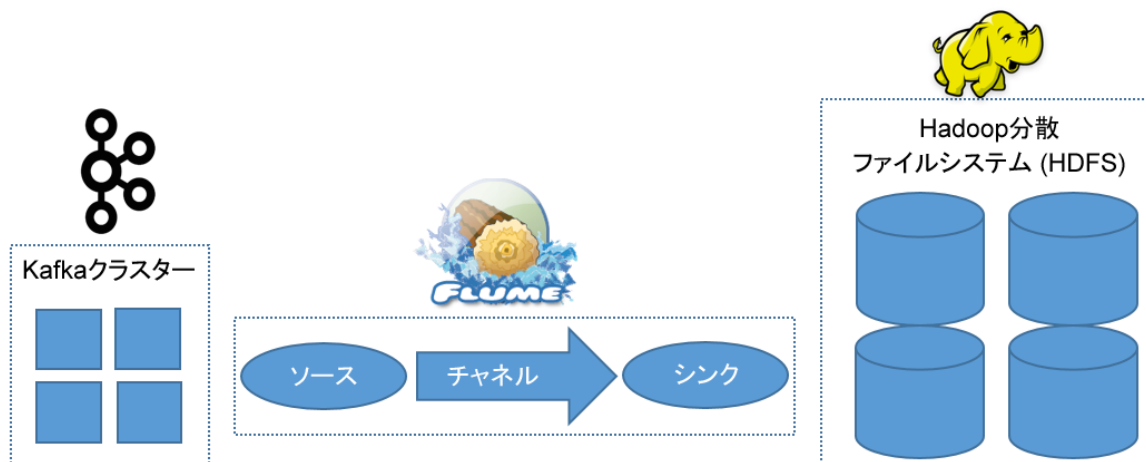 Kafkaクラスター
FLUME
ソース
チャネル
シンク
Hadoop分散
ファイルシステム (HDFS)